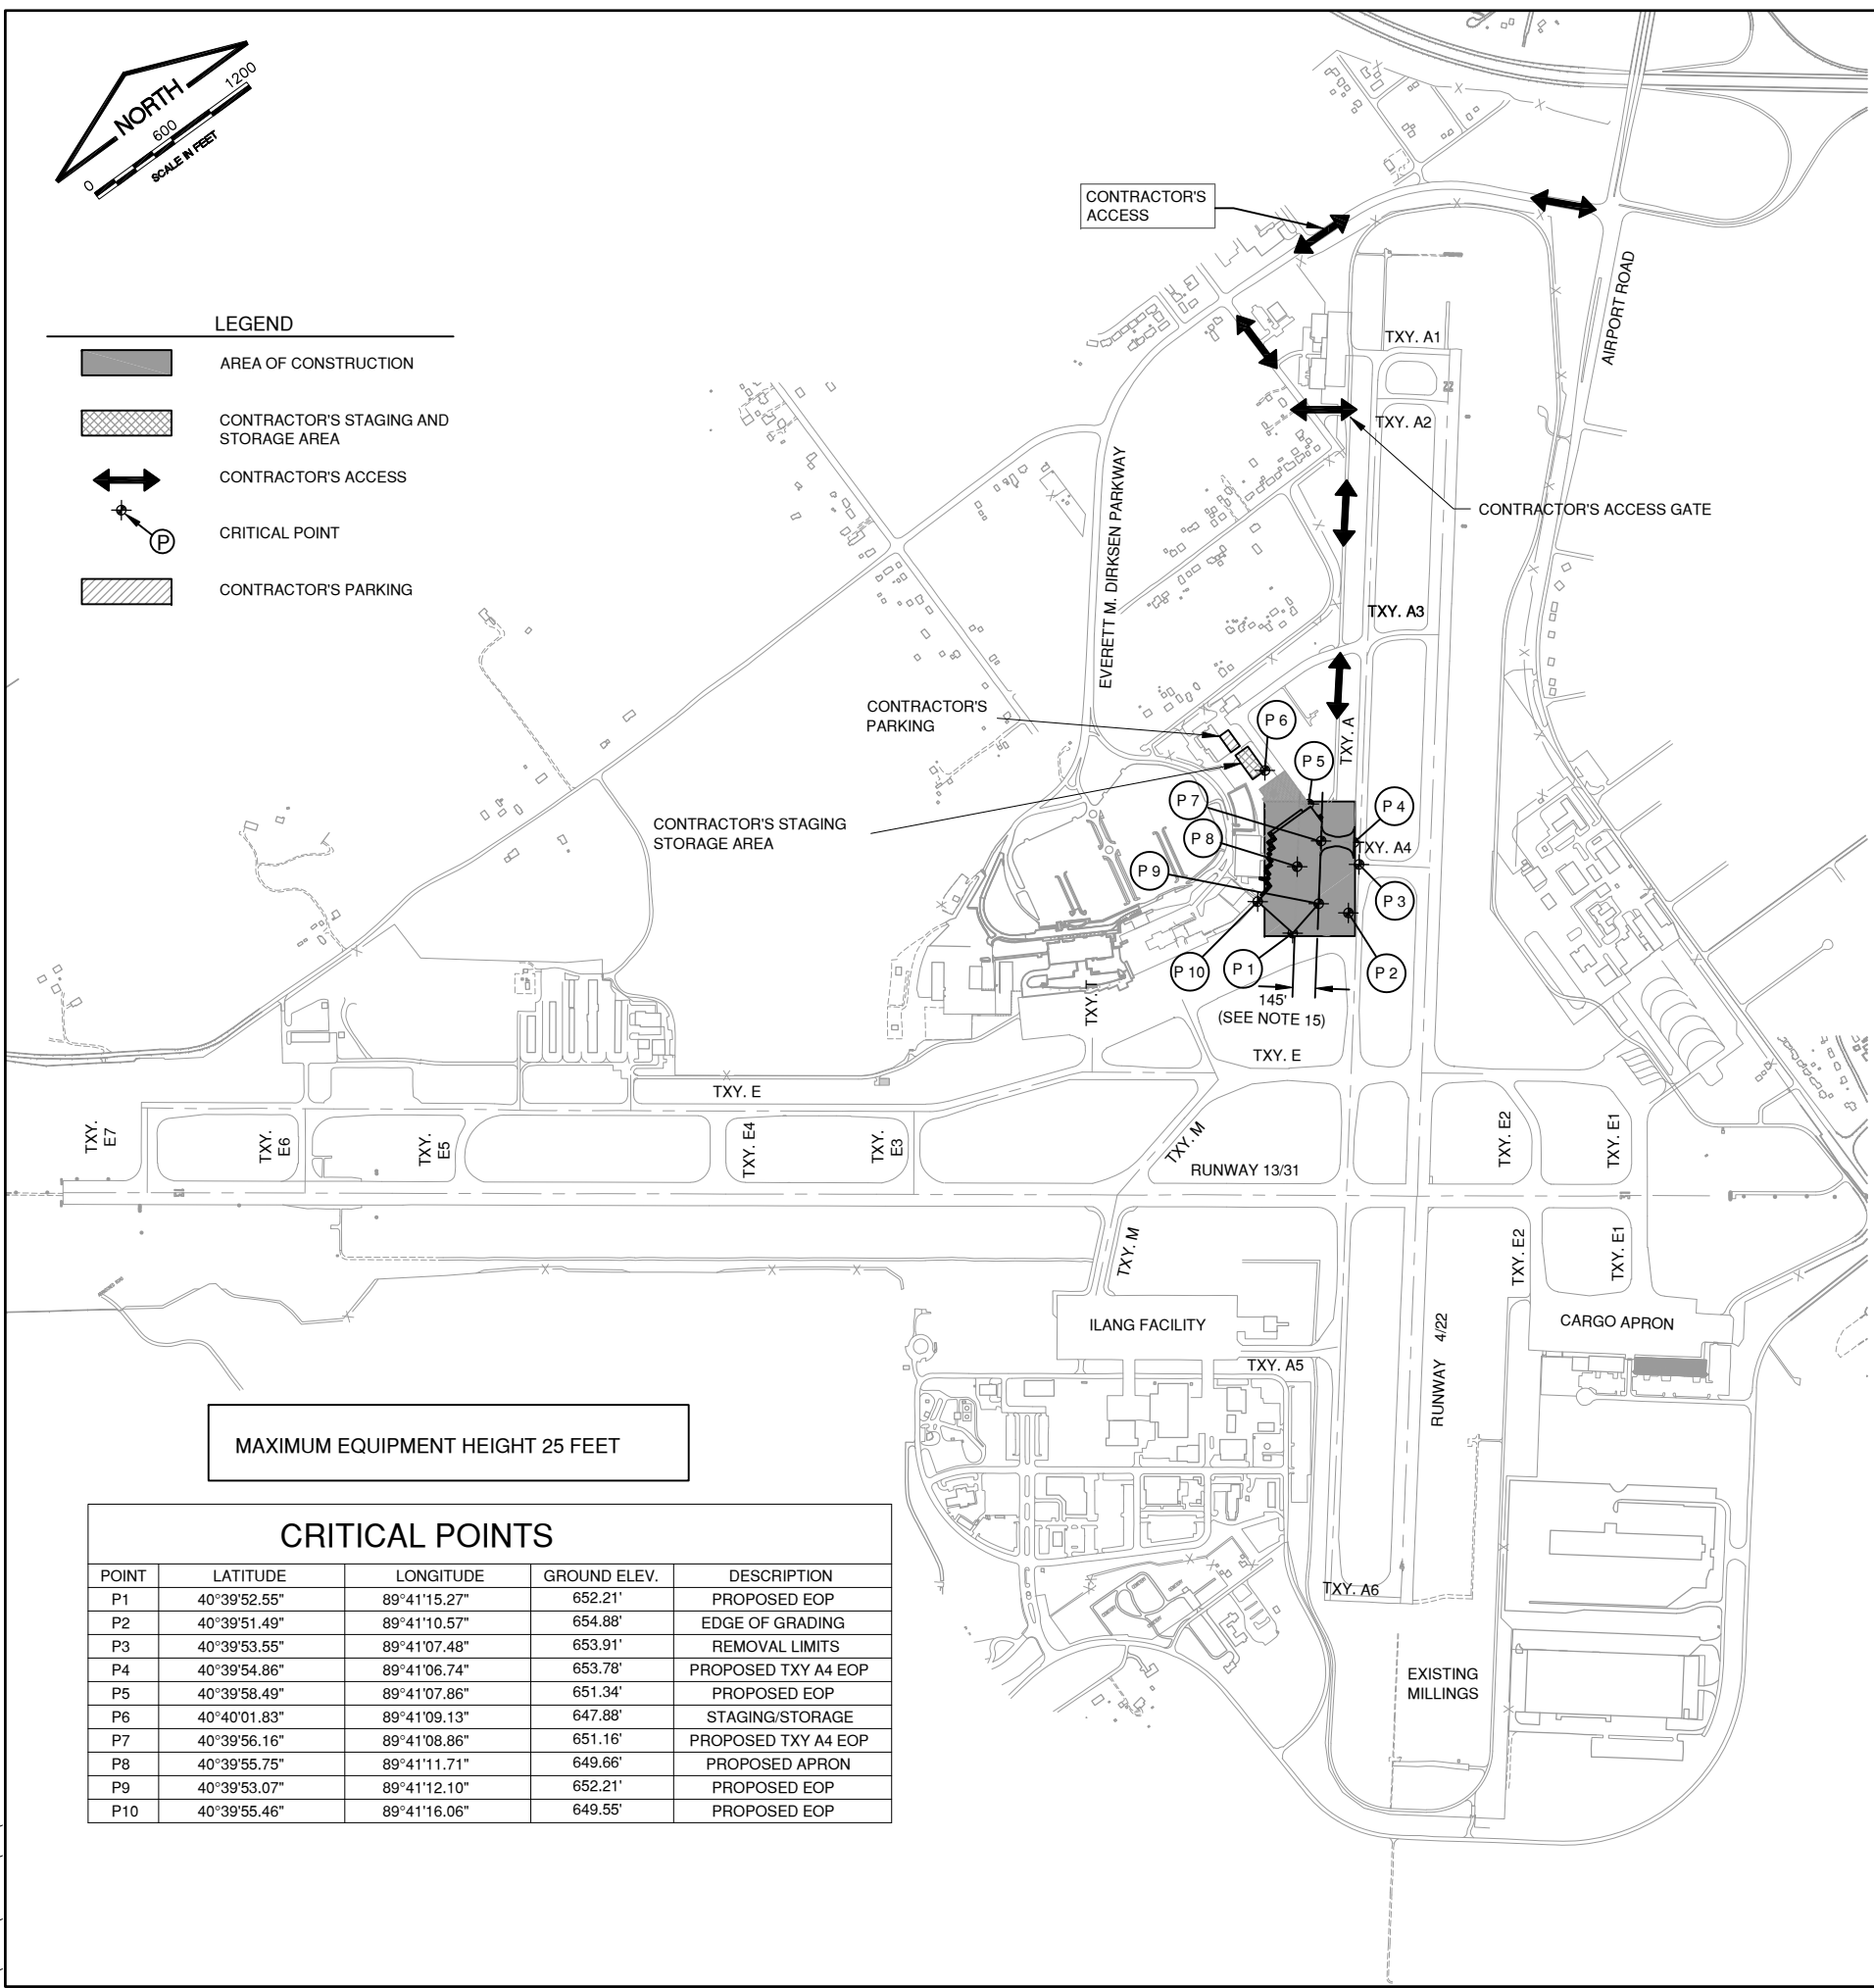 NORTH
0 600 1200
SCALE IN FEET
LEGEND
AREA OF CONSTRUCTION
CONTRACTOR'S STAGING AND
STORAGE AREA
CONTRACTOR'S ACCESS
P
CRITICAL POINT
CONTRACTOR'S PARKING
CONTRACTOR'S
ACCESS
AIRPORT ROAD
TXY. A1
22
TXY. A2
CONTRACTOR'S ACCESS GATE
EVERETT M. DIRKSEN PARKWAY
TXY. A3
CONTRACTOR'S
PARKING
TXY. A
P 6
P 5
P 7
P 4
CONTRACTOR'S STAGING
STORAGE AREA
P 8
TXY. A4
P 9
P 3
P 10
P 1
P 2
145'
(SEE NOTE 15)
TXY. T
TXY. E
TXY. E
TXY.
E7
TXY.
E6
TXY.
E5
TXY. E4
TXY.
E3
TXY. M
RUNWAY 13/31
TXY. E2
TXY. E1
13
31
TXY. M
TXY. E2
TXY. E1
ILANG FACILITY
RUNWAY 4/22
CARGO APRON
TXY. A5
MAXIMUM EQUIPMENT HEIGHT 25 FEET
TXY. A6
EXISTING
MILLINGS
CRITICAL POINTS
POINT LATITUDE LONGITUDE GROUND ELEV. DESCRIPTION
P1 40°39'52.55" 89°41'15.27" 652.21' PROPOSED EOP
P2 40°39'51.49" 89°41'10.57" 654.88' EDGE OF GRADING
P3 40°39'53.55" 89°41'07.48" 653.91' REMOVAL LIMITS
P4 40°39'54.86" 89°41'06.74" 653.78' PROPOSED TXY A4 EOP
P5 40°39'58.49" 89°41'07.86" 651.34' PROPOSED EOP
P6 40°40'01.83" 89°41'09.13" 647.88' STAGING/STORAGE
P7 40°39'56.16" 89°41'08.86" 651.16' PROPOSED TXY A4 EOP
P8 40°39'55.75" 89°41'11.71" 649.66' PROPOSED APRON
P9 40°39'53.07" 89°41'12.10" 652.21' PROPOSED EOP
P10 40°39'55.46" 89°41'16.06" 649.55' PROPOSED EOP